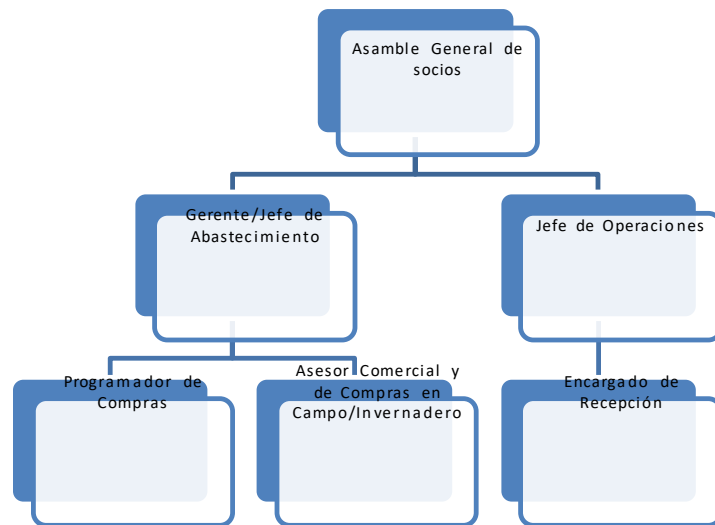 Asamble General de
socios
Gerente/Jefe de
Abastecimiento
Jefe de Operaciones
Programador de
Compras
Asesor Comercial y
de Compras en
Campo/Invernadero
Encargado de
Recepción